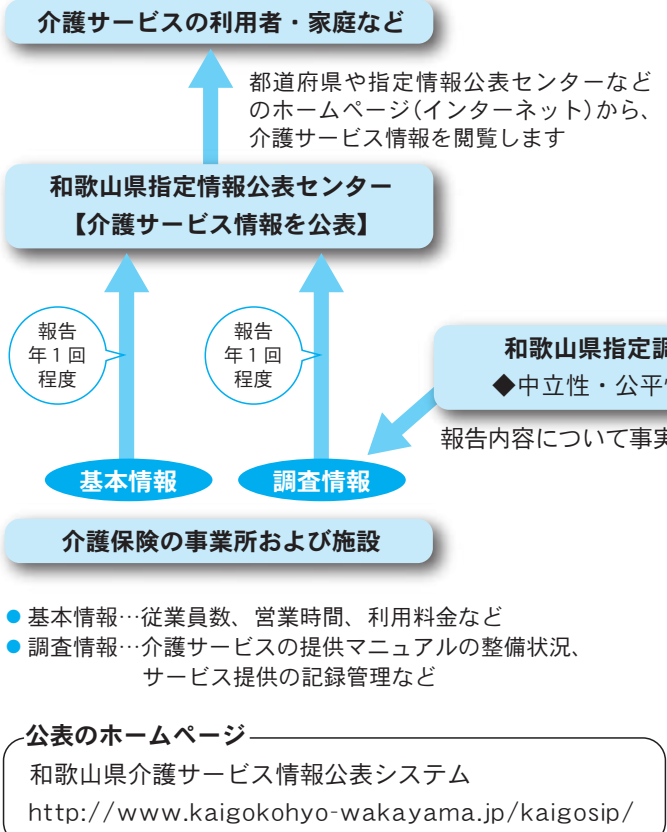 介護サービスの利用者・家庭など
都道府県や指定情報公表センターなど
のホームページ(インターネット)から、
介護サービス情報を閲覧します
和歌山県指定情報公表センター
【介護サービス情報を公表】
報告
年1回
程度
報告
年1回
程度
和歌山県指定調
◆中立性・公平
報告内容について事実
基本情報
調査情報
介護保険の事業所および施設
●基本情報…従業員数、営業時間、利用料金など
●調査情報…介護サービスの提供マニュアルの整備状況、
サービス提供の記録管理など
公表のホームページ
和歌山県介護サービス情報公表システム
http://www.kaigokohyo-wakayama.jp/kaigosip/